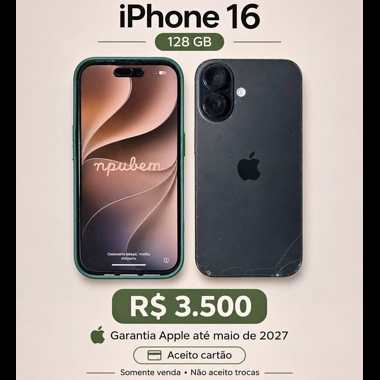 iPhone 16
128 GB
привет
R$ 3.500
Garantia Apple até maio de 2027
Aceito cartão
Somente venda • Não aceito trocas